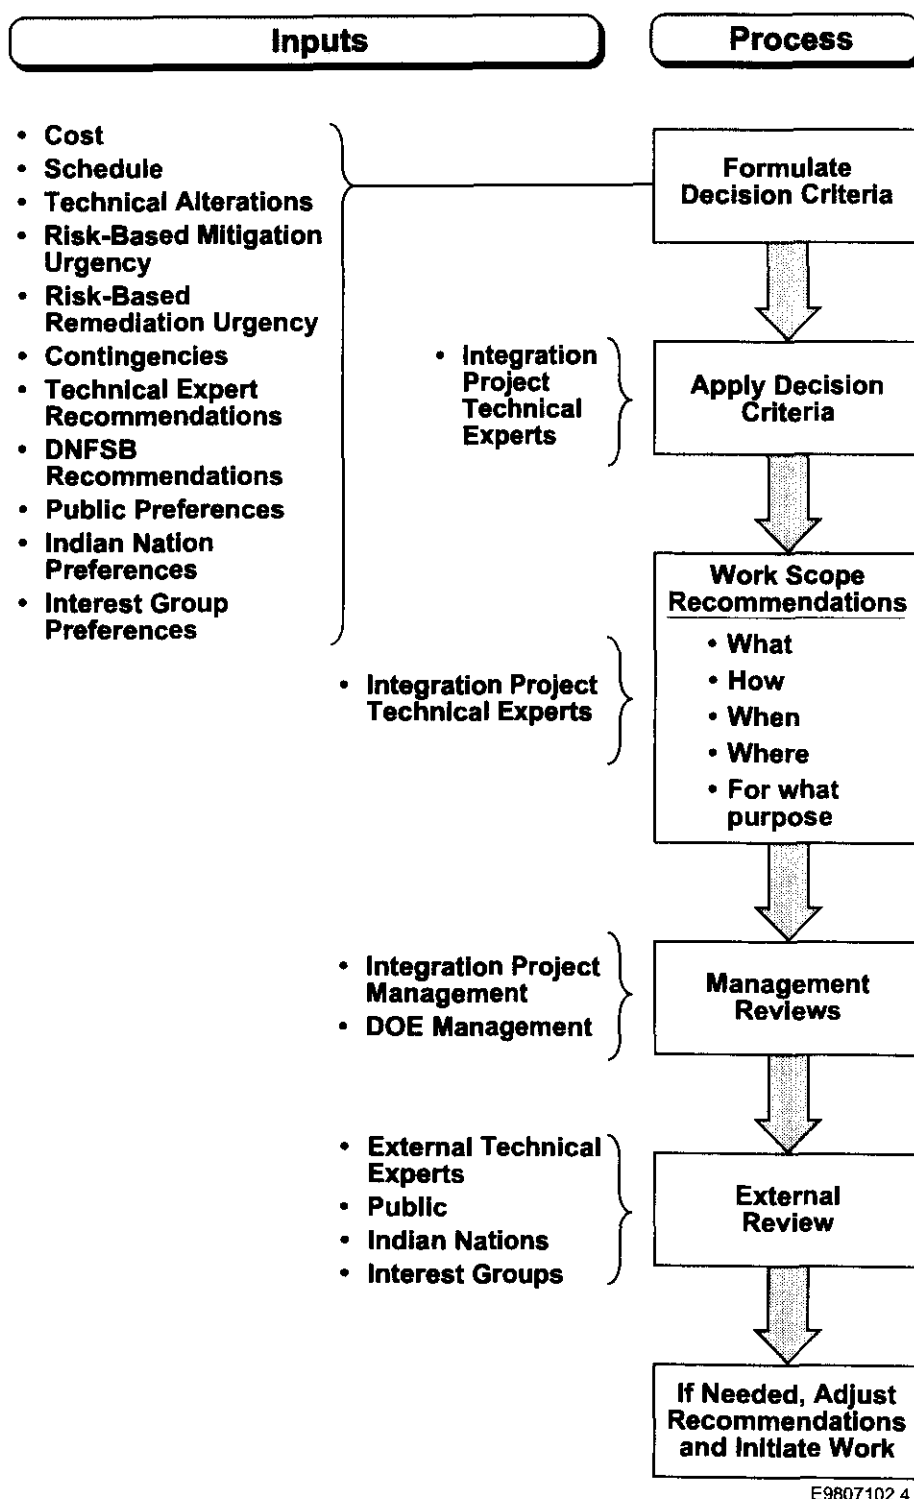 Inputs
Process
• Cost
• Schedule
• Technical Alterations
• Risk-Based Mitigation
Urgency
• Risk-Based
Remediation Urgency
• Contingencies
• Technical Expert
Recommendations
• DNFSB
Recommendations
• Public Preferences
• Indian Nation
Preferences
• Interest Group
Preferences
Formulate
Decision Criteria
• Integration
Project
Technical
Experts
Apply Decision
Criteria
• Integration Project
Technical Experts
Work Scope
Recommendations
• What
• How
• When
• Where
• For what
purpose
• Integration Project
Management
• DOE Management
Management
Reviews
• External Technical
Experts
• Public
• Indian Nations
• Interest Groups
External
Review
If Needed, Adjust
Recommendations
and Initiate Work
E9807102.4